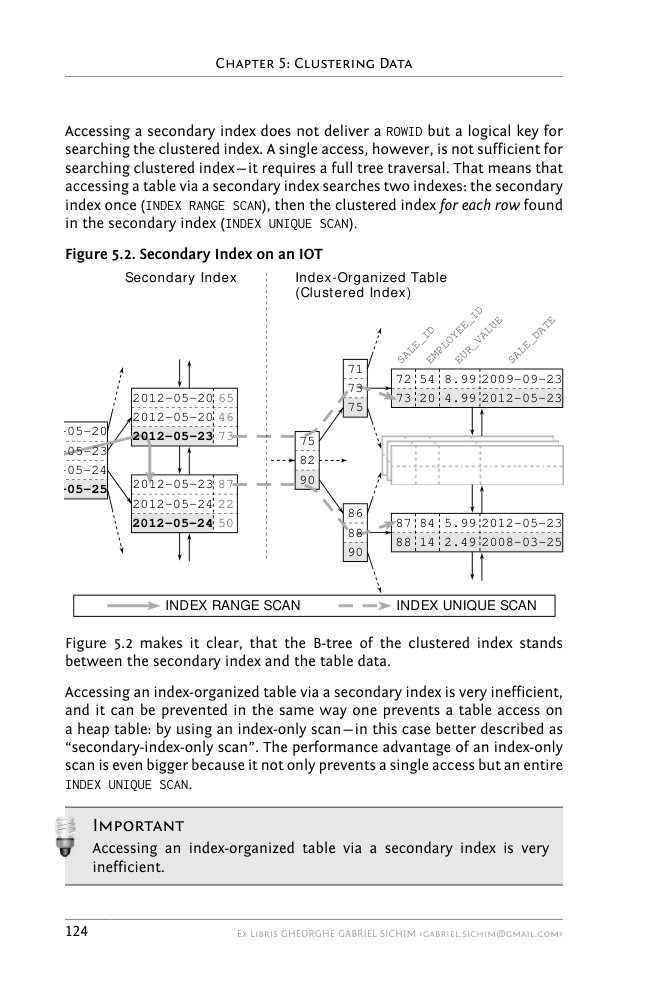 CHAPTER 5: CLUSTERING DATA
Accessing a secondary index does not deliver a ROWID but a logical key for
searching the clustered index. A single access, however, is not sufficient for
searching clustered index—it requires a full tree traversal. That means that
accessing a table via a secondary index searches two indexes: the secondary
index once (INDEX RANGE SCAN), then the clustered index for each row found
in the secondary index (INDEX UNIQUE SCAN).
Figure 5.2. Secondary Index on an IOT
Secondary Index
-05-20
-05-23
-05-24
-05-25
2012-05-20 65
2012-05-20 46
2012-05-23 73
2012-05-23 87
2012-05-24 22
2012-05-24 50
Index-Organized Table
(Clustered Index)
75
82
90
71
73
75
86
88
90
SALE_ID
EMPLOYEE_ID
EUR_VALUE
SALE_DATE
72 54 8.99 2009-09-23
73 20 4.99 2012-05-23
87 84 5.99 2012-05-23
88 14 2.49 2008-03-25
INDEX RANGE SCAN INDEX UNIQUE SCAN
Figure 5.2 makes it clear, that the B-tree of the clustered index stands
between the secondary index and the table data.
Accessing an index-organized table via a secondary index is very inefficient,
and it can be prevented in the same way one prevents a table access on
a heap table: by using an index-only scan—in this case better described as
“secondary-index-only scan”. The performance advantage of an index-only
scan is even bigger because it not only prevents a single access but an entire
INDEX UNIQUE SCAN.
IMPORTANT
Accessing an index-organized table via a secondary index is very
inefficient.
124 EX LIBRIS GHEORGHE GABRIEL SICHIM <GABRIEL.SICHIM@GMAIL.COM>